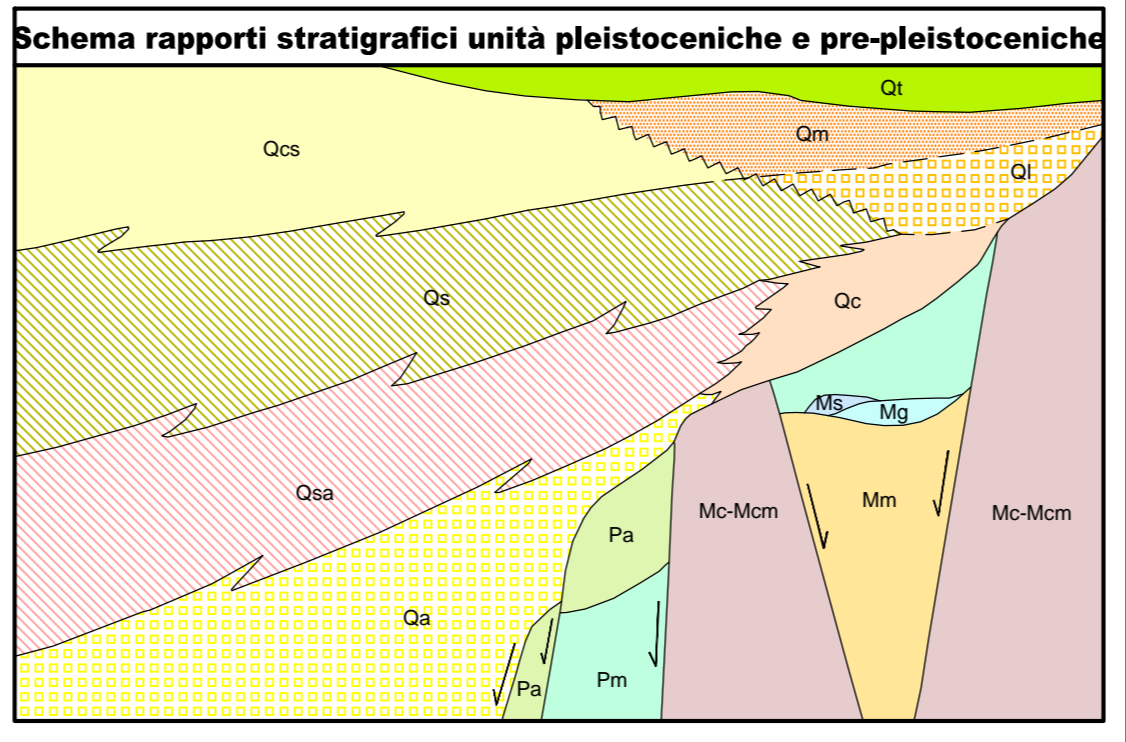 Schema rapporti stratigrafici unità pleistoceniche e pre-pleistoceniche
Qt
Qm
Qcs
Ql
Qs
Qc
Ms
Mg
Qsa
Mm
Mc-Mcm
Mc-Mcm
Pa
Qa
Pm
Pa